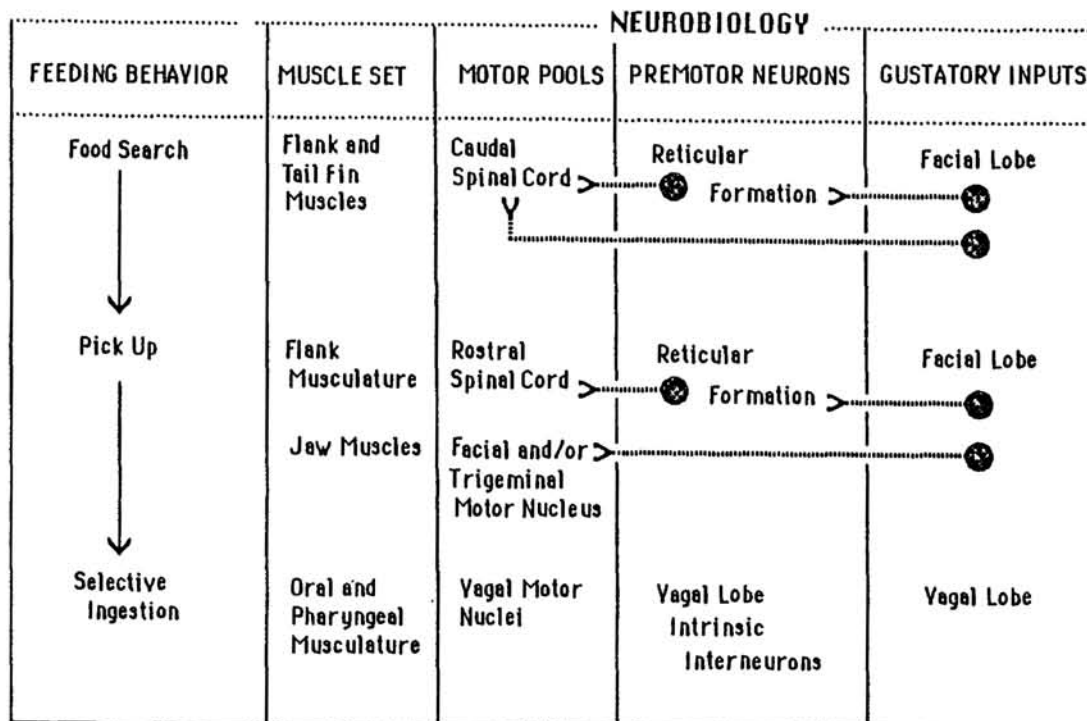 NEUROBIOLOGY
FEEDING BEHAVIOR
MUSCLE SET
MOTOR POOLS
PREMOTOR NEURONS
GUSTATORY INPUTS
Food Search
Flank and
Tail Fin
Muscles
Caudal
Spinal Cord
Reticular
Formation
Facial Lobe
Pick Up
Flank
Musculature
Rostral
Spinal Cord
Reticular
Formation
Facial Lobe
Jaw Muscles
Facial and/or
Trigeminal
Motor Nucleus
Selective
Ingestion
Oral and
Pharyngeal
Musculature
Vagal Motor
Nuclei
Vagal Lobe
Intrinsic
Interneurons
Vagal Lobe